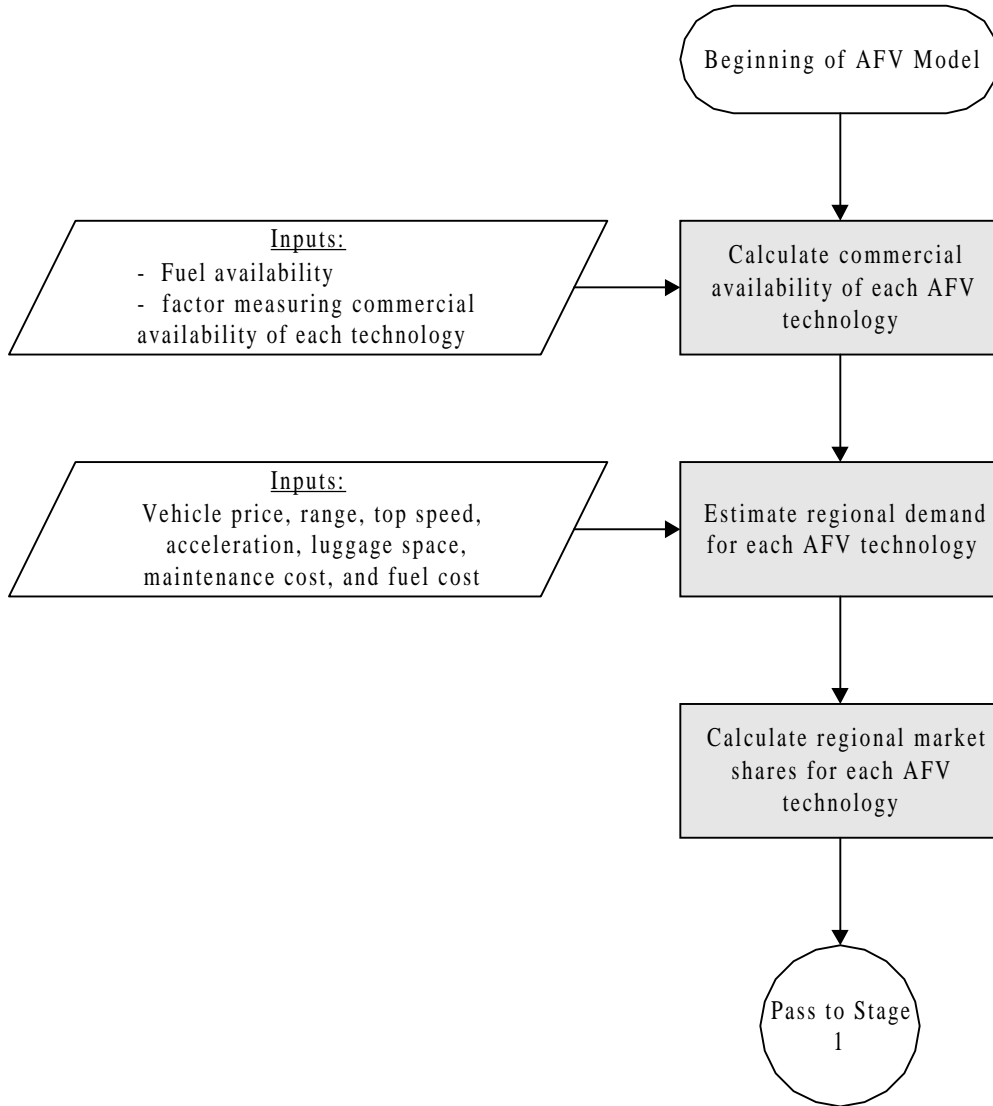 Beginning of AFV Model
Inputs:
- Fuel availability
- factor measuring commercial
availability of each technology
Calculate commercial
availability of each AFV
technology
Inputs:
Vehicle price, range, top speed,
acceleration, luggage space,
maintenance cost, and fuel cost
Estimate regional demand
for each AFV technology
Calculate regional market
shares for each AFV
technology
Pass to Stage
1